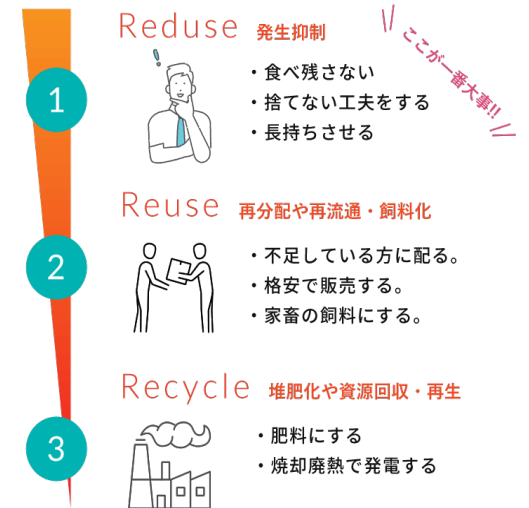 Reduse 発生抑制
ここが一番大事!!
1
・食べ残さない
・捨てない工夫をする
・長持ちさせる
Reuse 再分配や再流通・飼料化
2
・不足している方に配る。
・格安で販売する。
・家畜の飼料にする。
Recycle 堆肥化や資源回収・再生
3
・肥料にする
・焼却廃熱で発電する